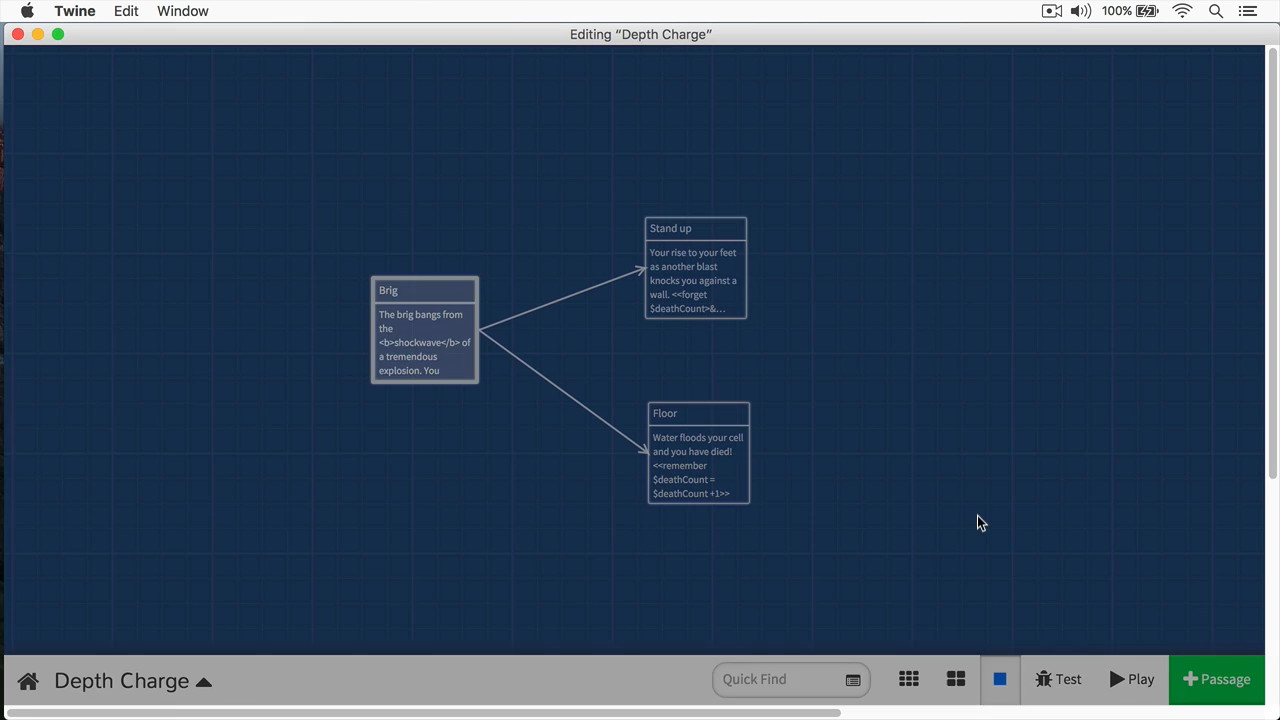 Twine Edit Window 100%
Editing “Depth Charge”
Stand up
Your rise to your feet
as another blast
knocks you against a
wall. <<forget
$deathCount>&...
Brig
The brig bangs from
the
<b>shockwave</b> of
a tremendous
explosion. You
Floor
Water floods your cell
and you have died!
<<remember
$deathCount =
$deathCount +1>>
Depth Charge Quick Find Test Play +Passage